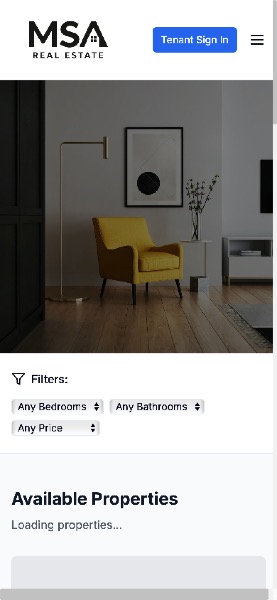 MSA
REAL ESTATE
Tenant Sign In
Filters:
Any Bedrooms
Any Bathrooms
Any Price
Available Properties
Loading properties...